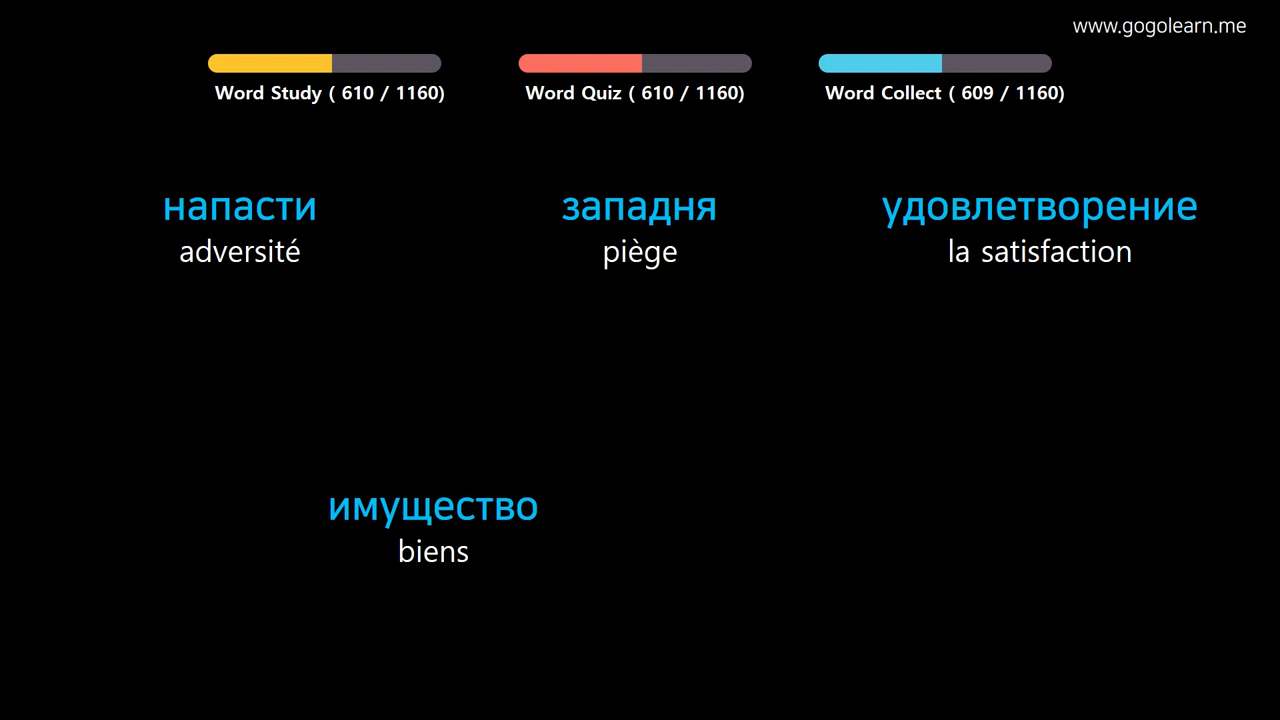 www.gogolearn.me
Word Study ( 610 / 1160)
Word Quiz ( 610 / 1160)
Word Collect ( 609 / 1160)
напасти
adversité
западня
piège
удовлетворение
la satisfaction
имущество
biens